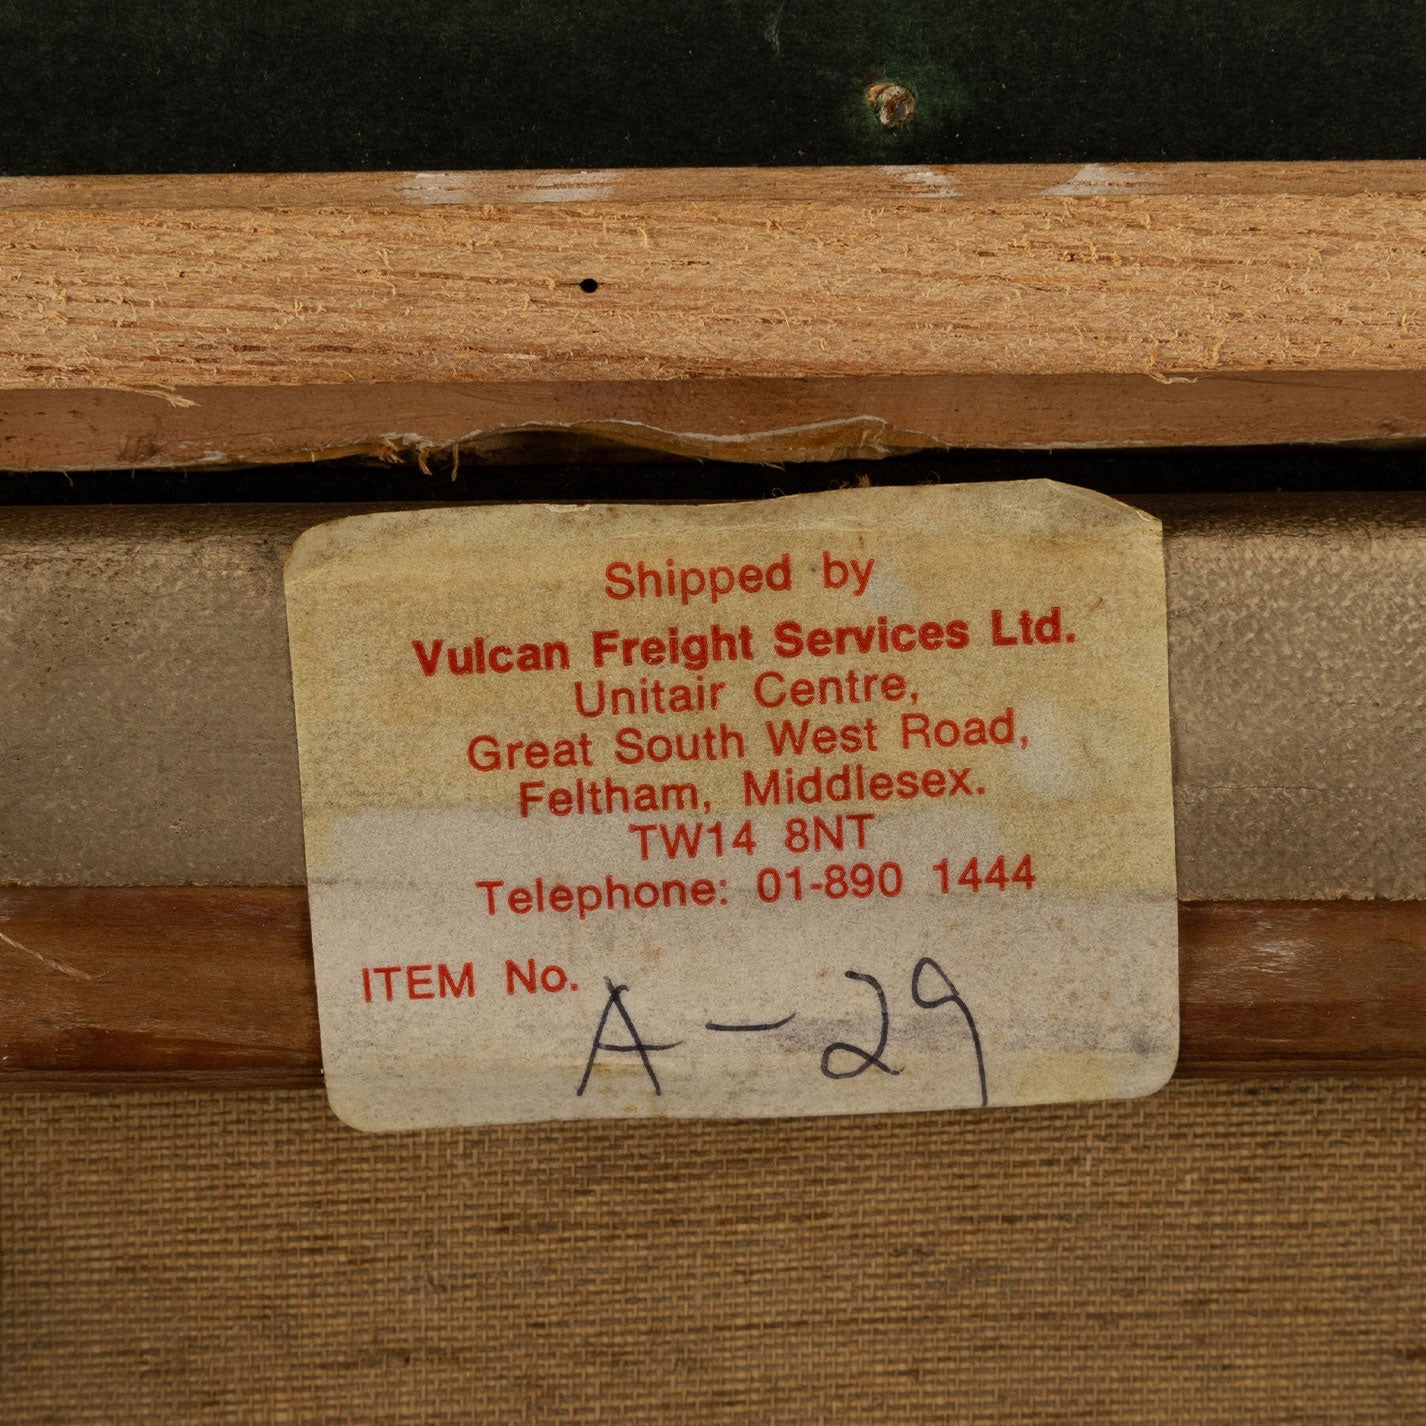 Shipped by
Vulcan Freight Services Ltd.
Unitair Centre,
Great South West Road,
Feltham, Middlesex.
TW14 8NT
Telephone: 01-890 1444
ITEM No. A-29